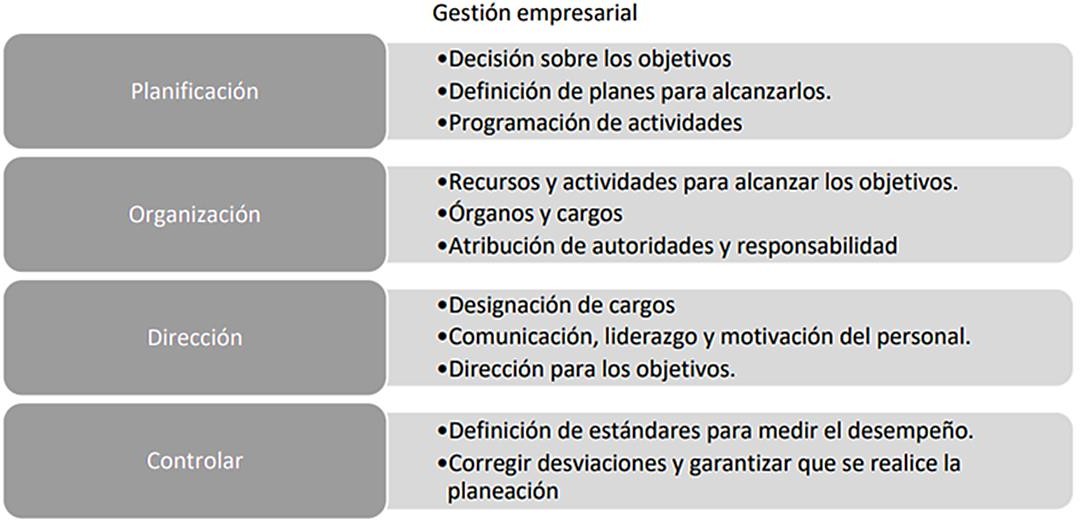 Gestión empresarial
Planificación
•Decisión sobre los objetivos
•Definición de planes para alcanzarlos.
•Programación de actividades
Organización
•Recursos y actividades para alcanzar los objetivos.
•Órganos y cargos
•Atribución de autoridades y responsabilidad
Dirección
•Designación de cargos
•Comunicación, liderazgo y motivación del personal.
•Dirección para los objetivos.
Controlar
•Definición de estándares para medir el desempeño.
•Corregir desviaciones y garantizar que se realice la
planeación